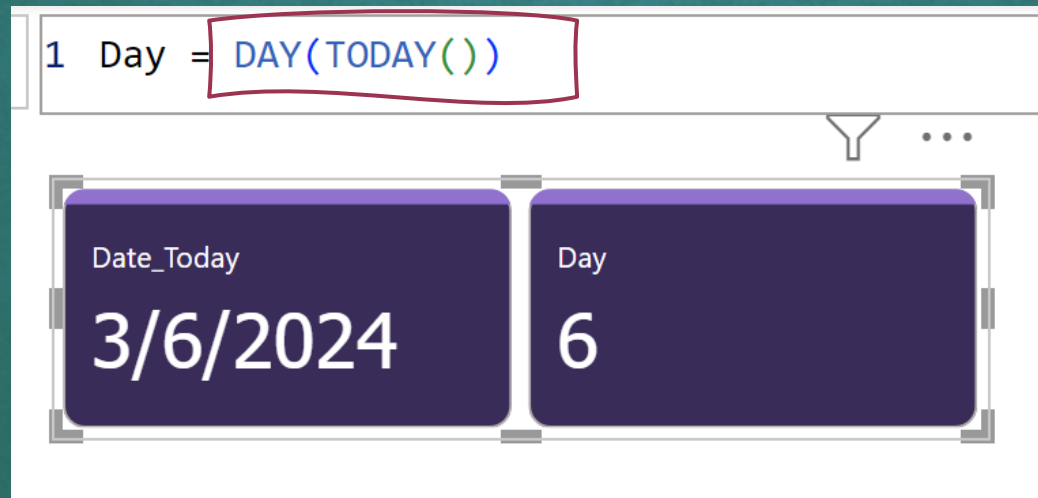 1 Day = DAY(TODAY())
Date_Today
3/6/2024
Day
6